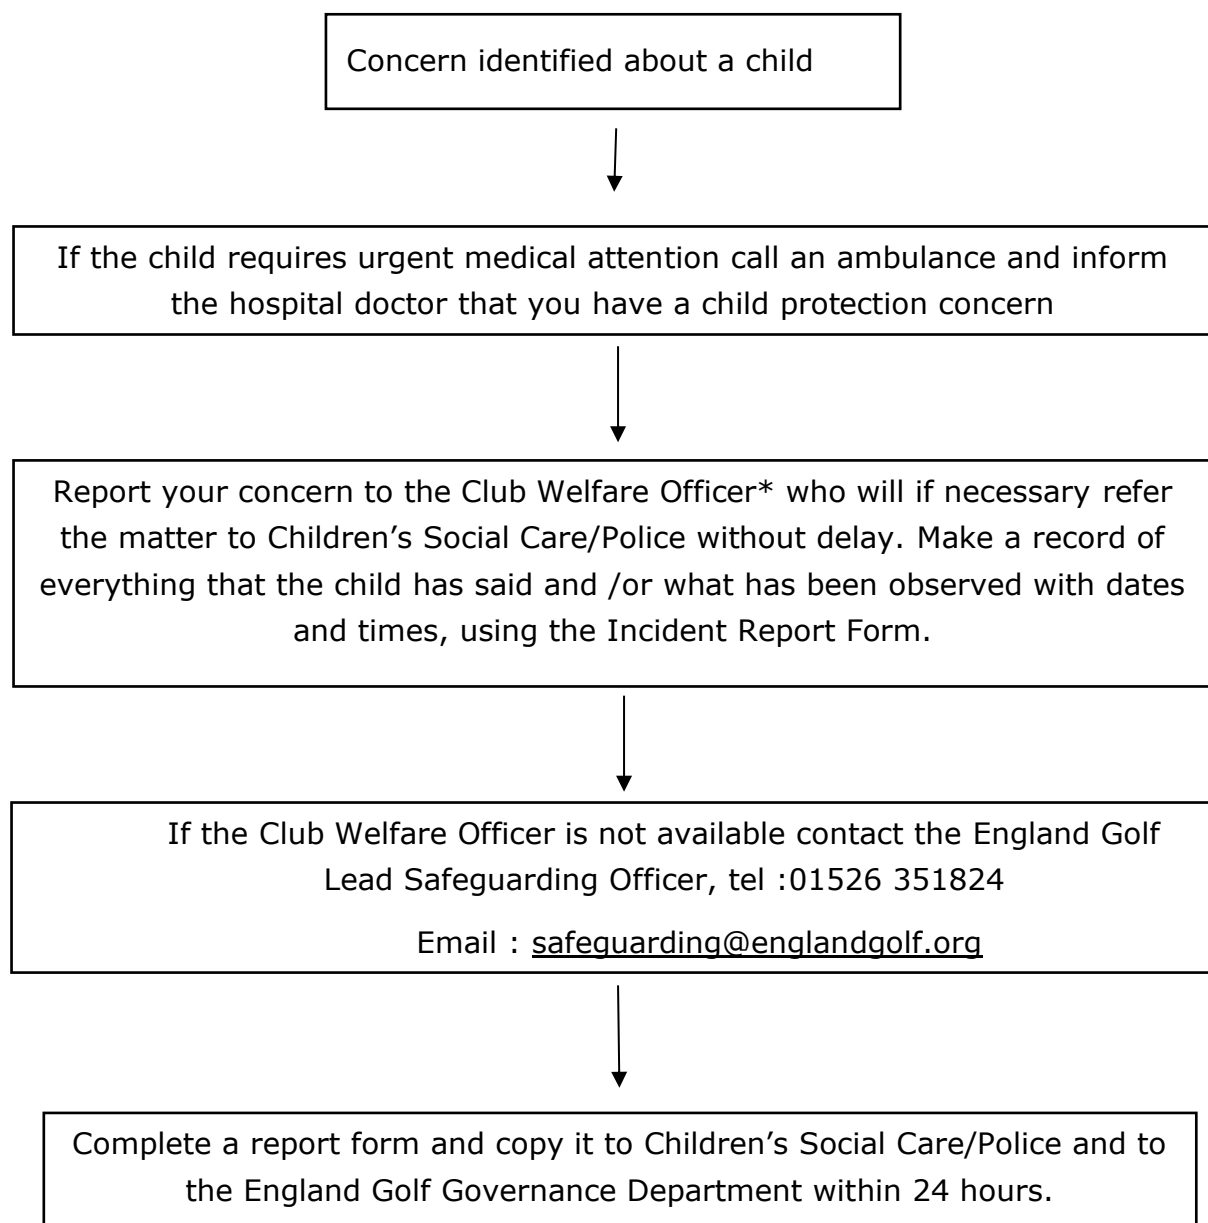 Concern identified about a child
If the child requires urgent medical attention call an ambulance and inform
the hospital doctor that you have a child protection concern
Report your concern to the Club Welfare Officer* who will if necessary refer
the matter to Children’s Social Care/Police without delay. Make a record of
everything that the child has said and /or what has been observed with dates
and times, using the Incident Report Form.
If the Club Welfare Officer is not available contact the England Golf
Lead Safeguarding Officer, tel :01526 351824
Email : safeguarding@englandgolf.org
Complete a report form and copy it to Children’s Social Care/Police and to
the England Golf Governance Department within 24 hours.